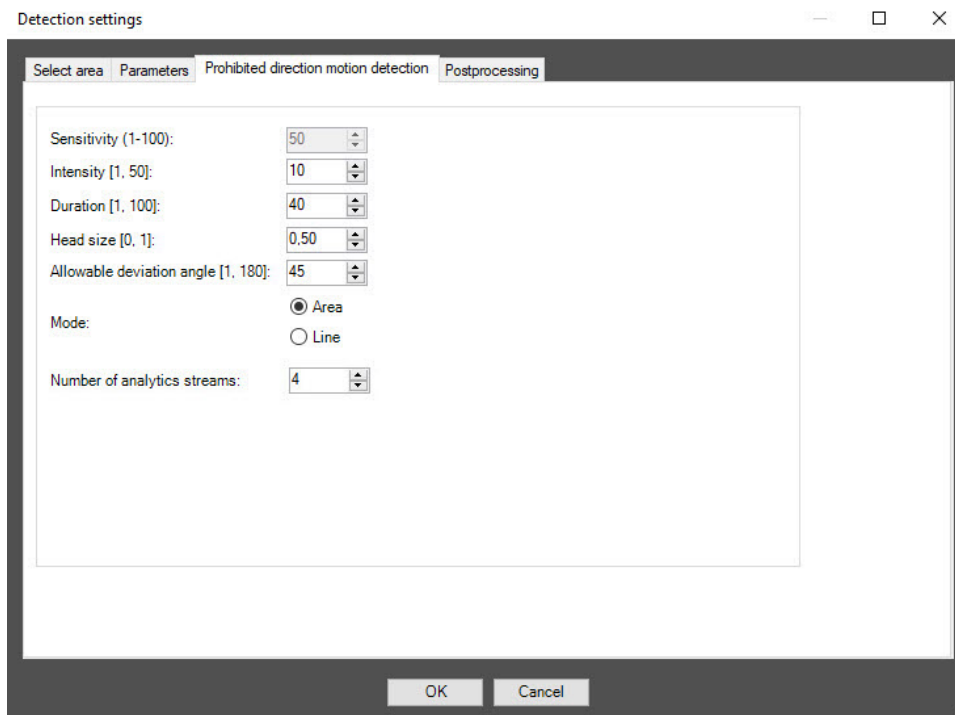 Detection settings
Select area Parameters Prohibited direction motion detection Postprocessing
Sensitivity (1-100): 50
Intensity [1, 50]: 10
Duration [1, 100]: 40
Head size [0, 1]: 0,50
Allowable deviation angle [1, 180]: 45
Area
Mode:
Line
Number of analytics streams: 4
OK Cancel